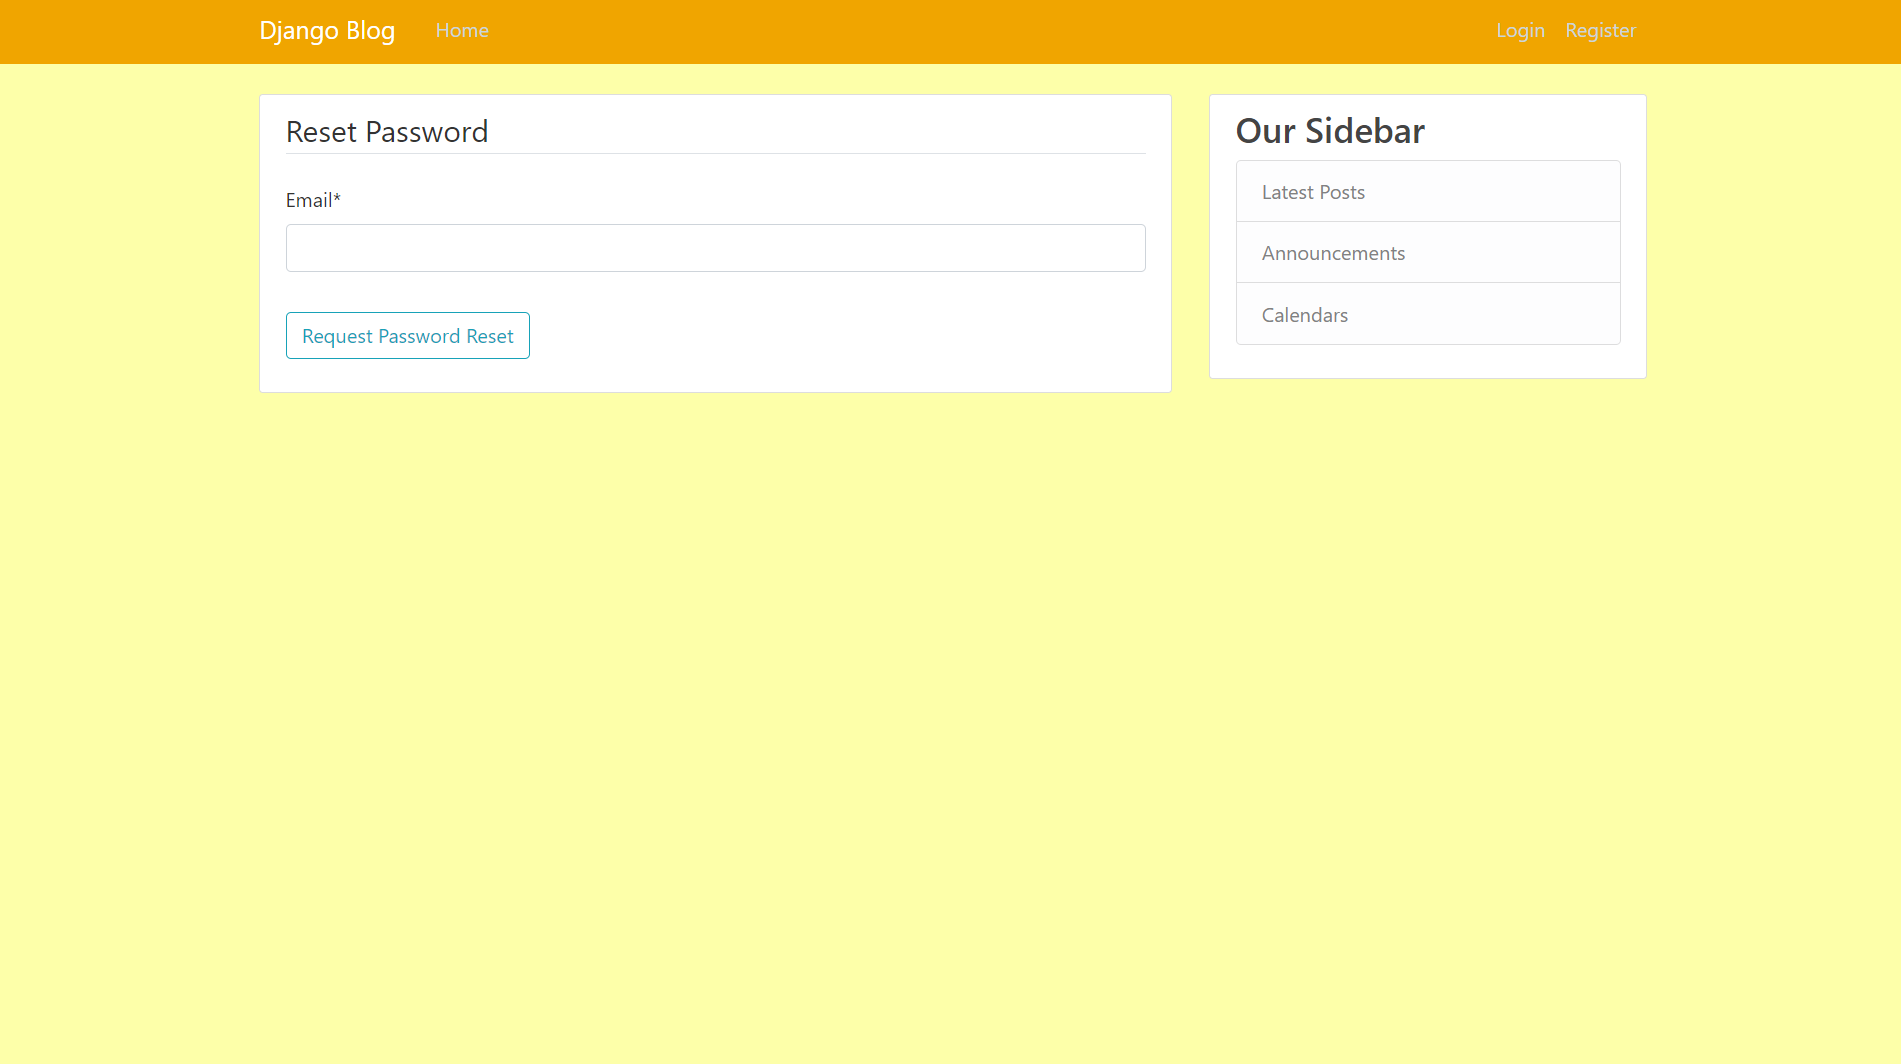 Django Blog Home Login Register
Reset Password
Email*
Request Password Reset
Our Sidebar
Latest Posts
Announcements
Calendars